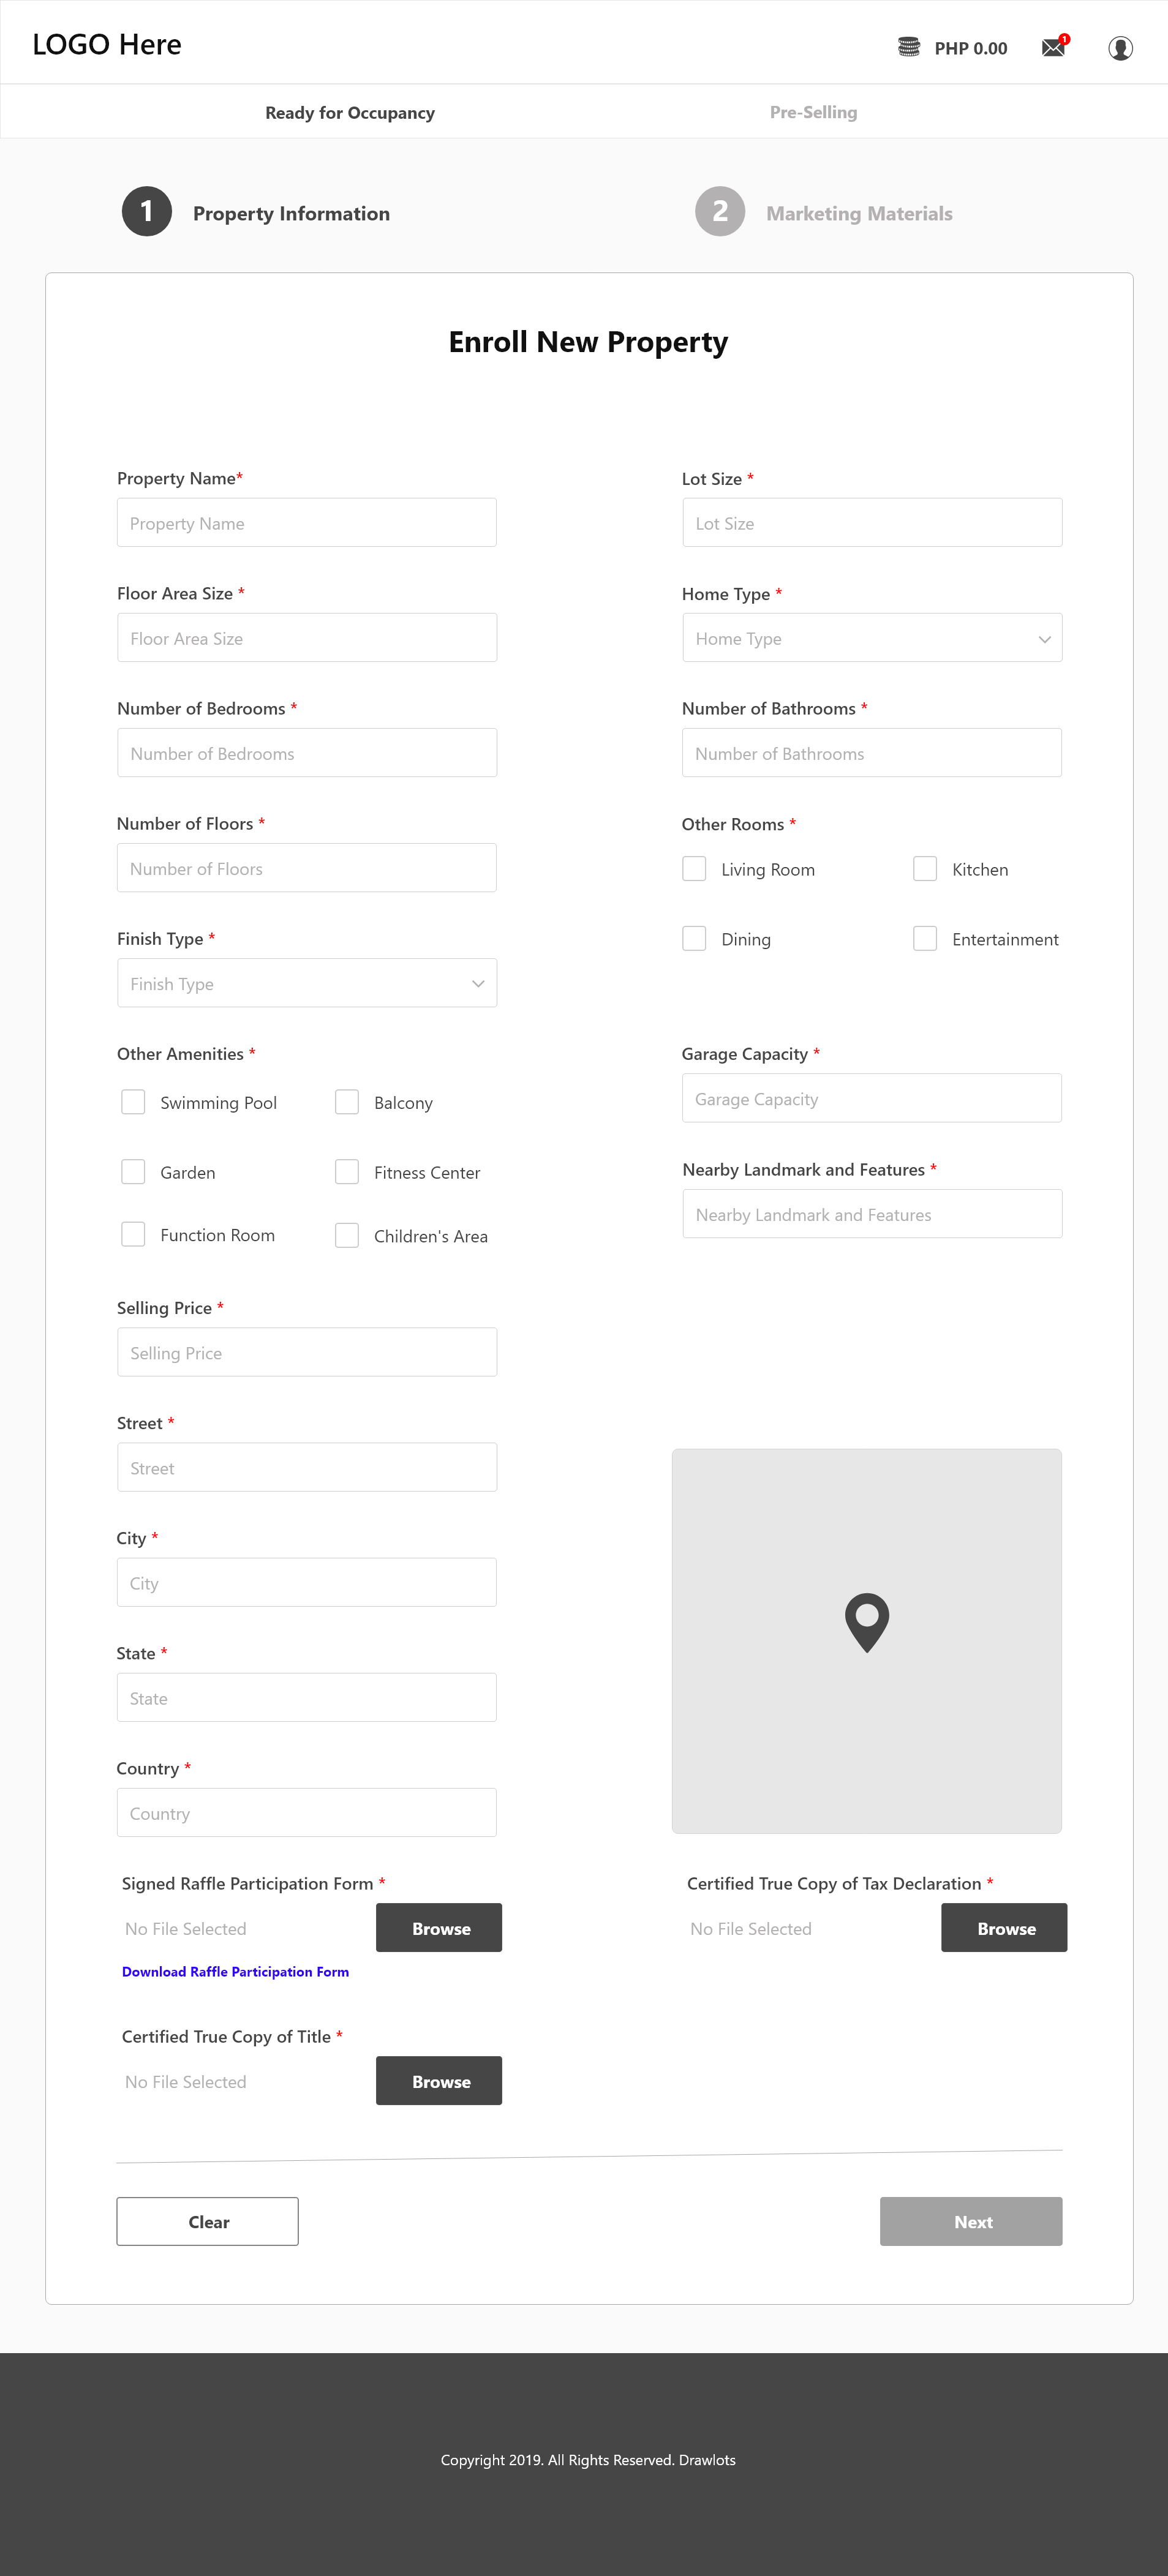 LOGO Here
PHP 0.00
1
Ready for Occupancy
Pre-Selling
1
Property Information
2
Marketing Materials
Enroll New Property
Property Name*
Property Name
Lot Size *
Lot Size
Floor Area Size *
Floor Area Size
Home Type *
Home Type
Number of Bedrooms *
Number of Bedrooms
Number of Bathrooms *
Number of Bathrooms
Number of Floors *
Number of Floors
Other Rooms *
Living Room
Kitchen
Dining
Entertainment
Finish Type *
Finish Type
Other Amenities *
Swimming Pool
Balcony
Garden
Fitness Center
Function Room
Children's Area
Garage Capacity *
Garage Capacity
Nearby Landmark and Features *
Nearby Landmark and Features
Selling Price *
Selling Price
Street *
Street
City *
City
State *
State
Country *
Country
Signed Raffle Participation Form *
No File Selected
Browse
Download Raffle Participation Form
Certified True Copy of Tax Declaration *
No File Selected
Browse
Certified True Copy of Title *
No File Selected
Browse
Clear
Next
Copyright 2019. All Rights Reserved. Drawlots